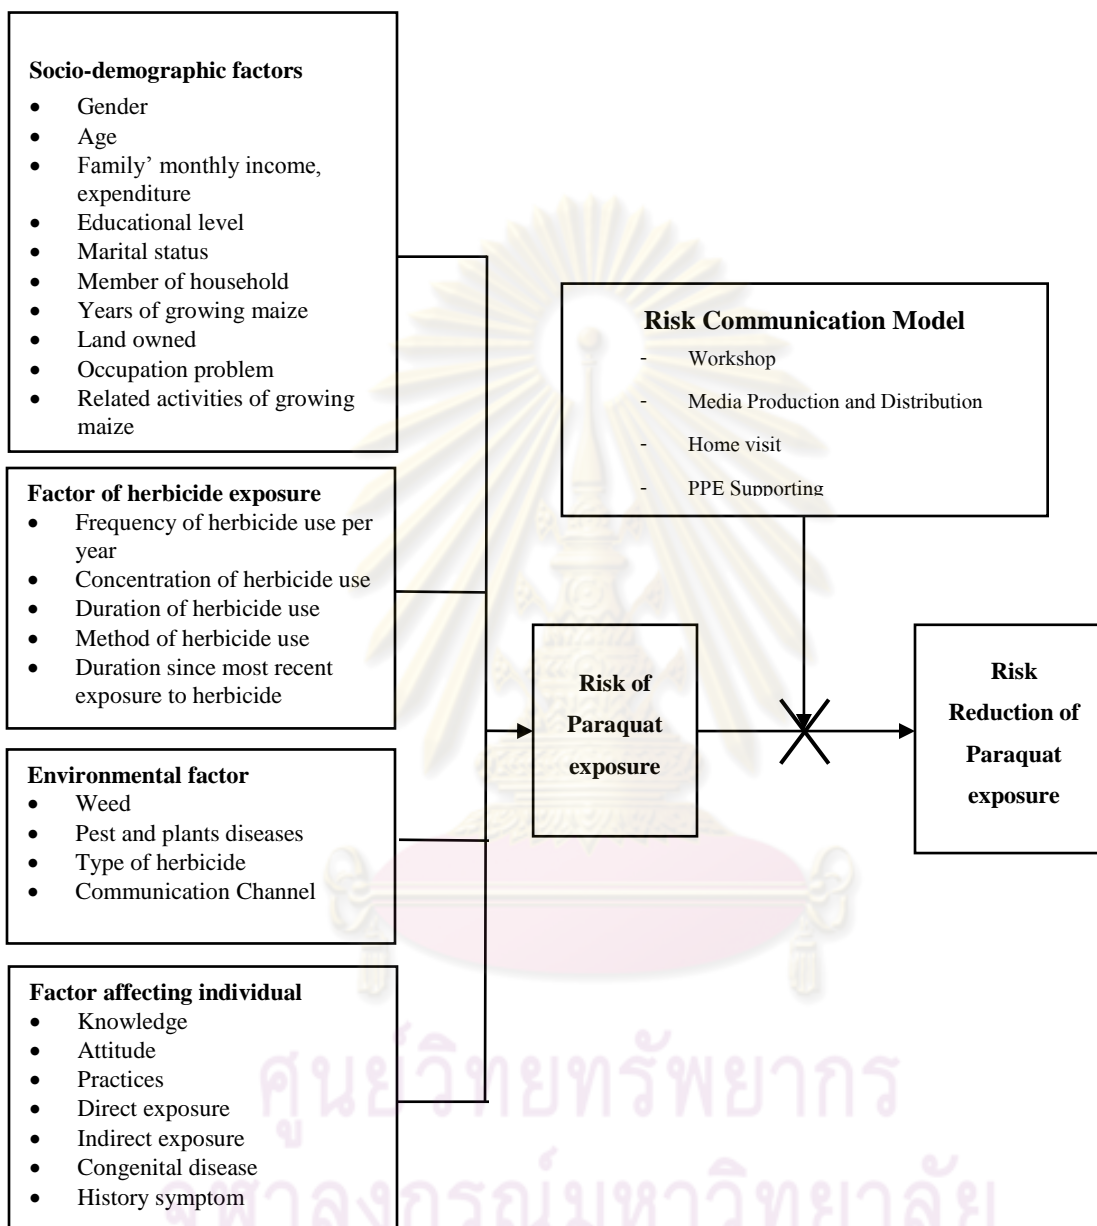 Socio-demographic factors
• Gender
• Age
• Family’ monthly income,
expenditure
• Educational level
• Marital status
• Member of household
• Years of growing maize
• Land owned
• Occupation problem
• Related activities of growing
maize
Factor of herbicide exposure
• Frequency of herbicide use per
year
• Concentration of herbicide use
• Duration of herbicide use
• Method of herbicide use
• Duration since most recent
exposure to herbicide
Environmental factor
• Weed
• Pest and plants diseases
• Type of herbicide
• Communication Channel
Factor affecting individual
• Knowledge
• Attitude
• Practices
• Direct exposure
• Indirect exposure
• Congenital disease
• History symptom
Risk Communication Model
- Workshop
- Media Production and Distribution
- Home visit
- PPE Supporting
Risk of
Paraquat
exposure
Risk
Reduction of
Paraquat
exposure
ศูนย์วิทยทรัพยากร
จุฬาลงกรณ์มหาวิทยาลัย